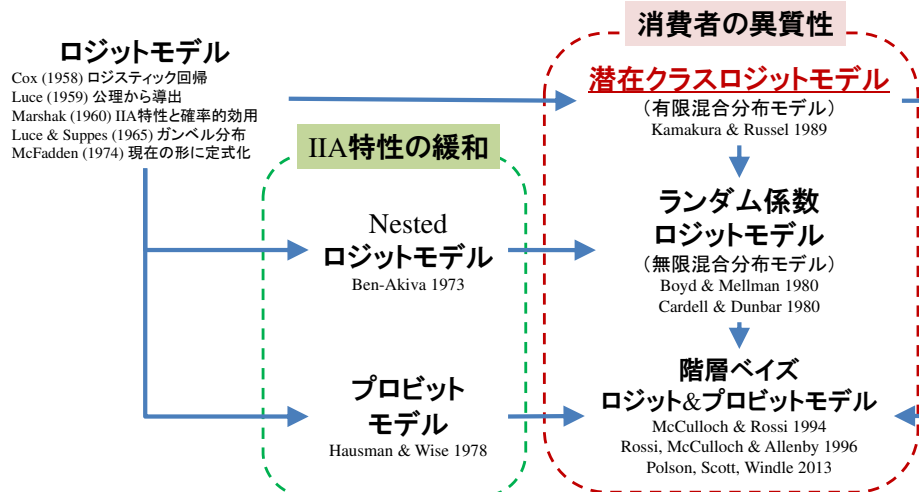 消費者の異質性
ロジットモデル
Cox (1958) ロジスティック回帰
Luce (1959) 公理から導出
Marshak (1960) IIA特性と確率的効用
Luce & Suppes (1965) ガンベル分布
McFadden (1974) 現在の形に定式化
潜在クラスロジットモデル
（有限混合分布モデル）
Kamakura & Russel 1989
IIA特性の緩和
Nested
ロジットモデル
Ben-Akiva 1973
ランダム係数
ロジットモデル
（無限混合分布モデル）
Boyd & Mellman 1980
Cardell & Dunbar 1980
プロビット
モデル
Hausman & Wise 1978
階層ベイズ
ロジット&プロビットモデル
McCulloch & Rossi 1994
Rossi, McCulloch & Allenby 1996
Polson, Scott, Windle 2013